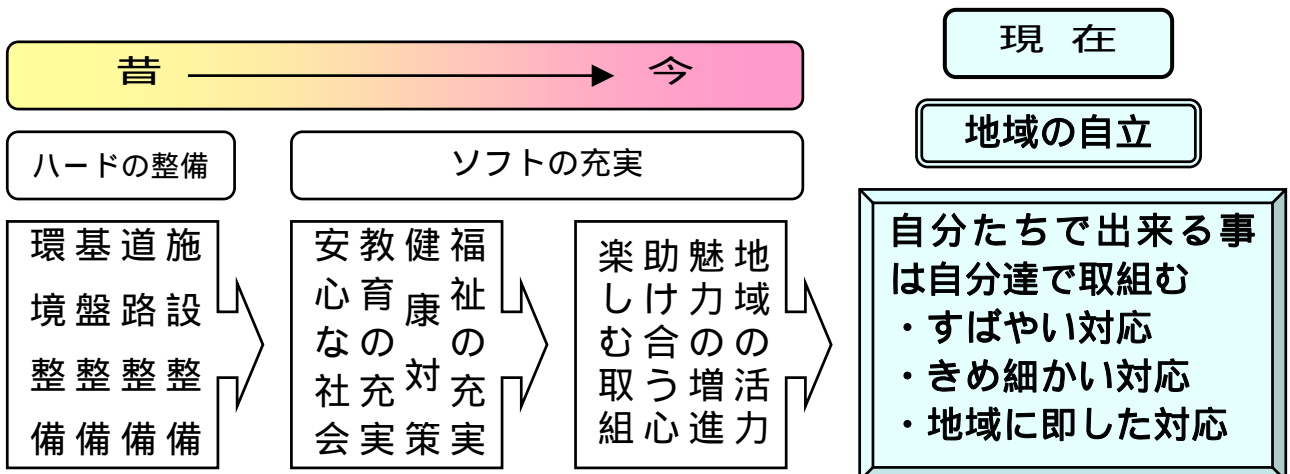 昔
今
ハードの整備
ソフトの充実
施設整備
道路整備
基盤整備
環境整備
福祉の充実
健康対策
教育の充実
安心な社会
地域の活力
魅力の増進
助け合う心
楽しむ取組
現在
地域の自立
自分たちで出来る事
は自分達で取組む
・すばやい対応
・きめ細かい対応
・地域に即した対応